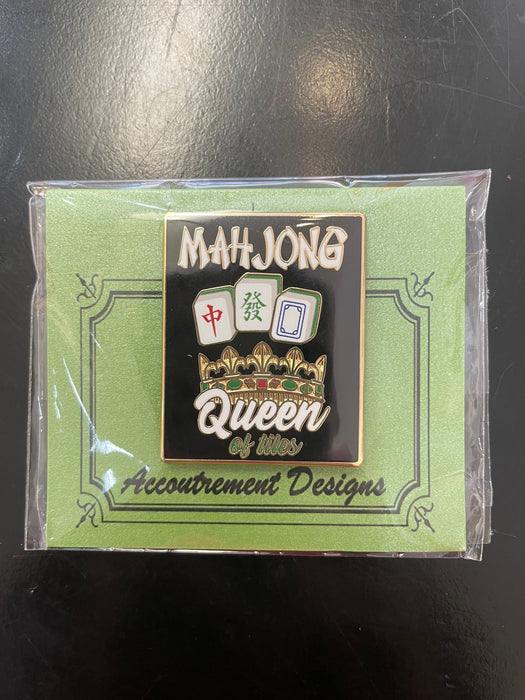 MAHJONG
中 發
Queen
of tiles
Accoutrement Designs